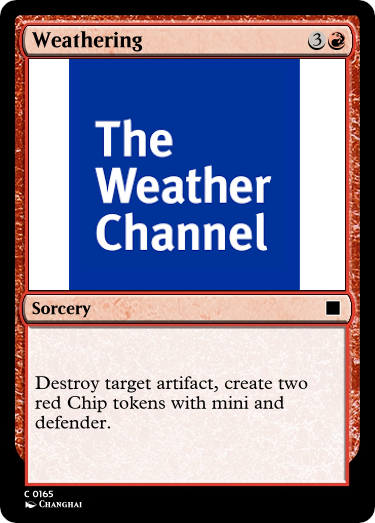 Weathering 3
The
Weather
Channel
Sorcery
Destroy target artifact, create two
red Chip tokens with mini and
defender.
C 0165
Changhai